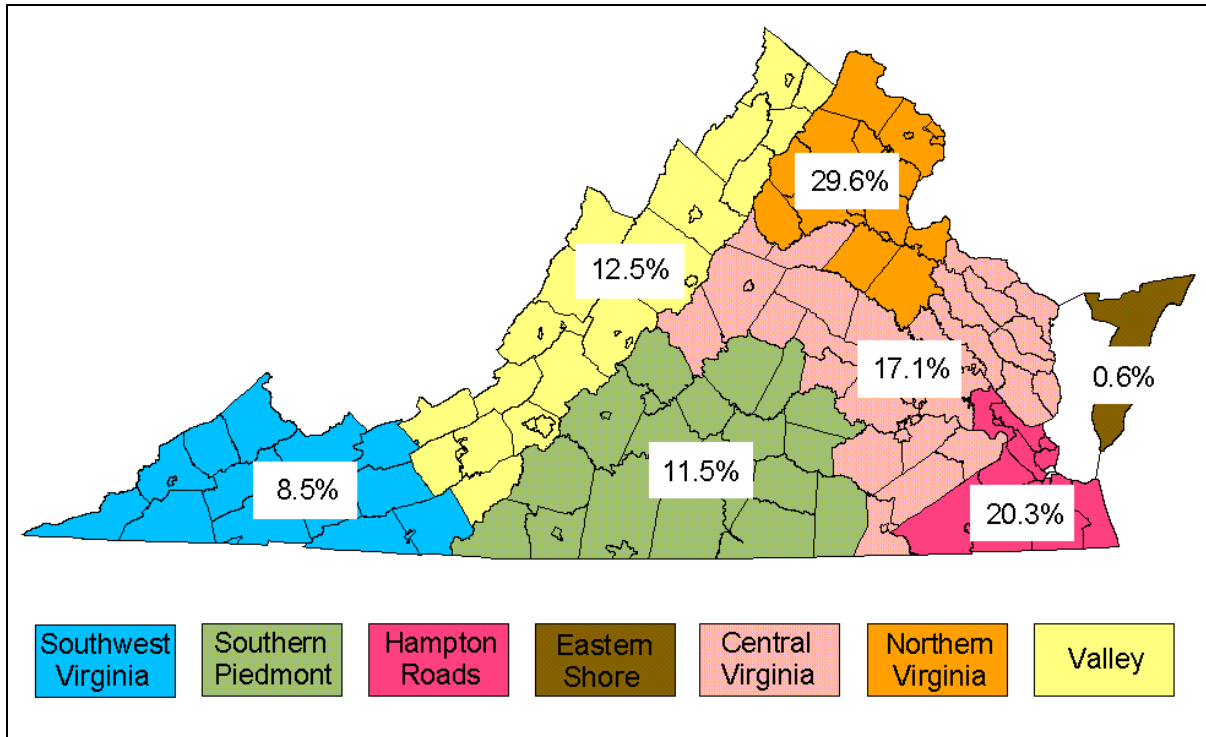 29.6%
12.5%
17.1%
0.6%
11.5%
8.5%
20.3%
Southwest
Virginia
Southern
Piedmont
Hampton
Roads
Eastern
Shore
Central
Virginia
Northern
Virginia
Valley